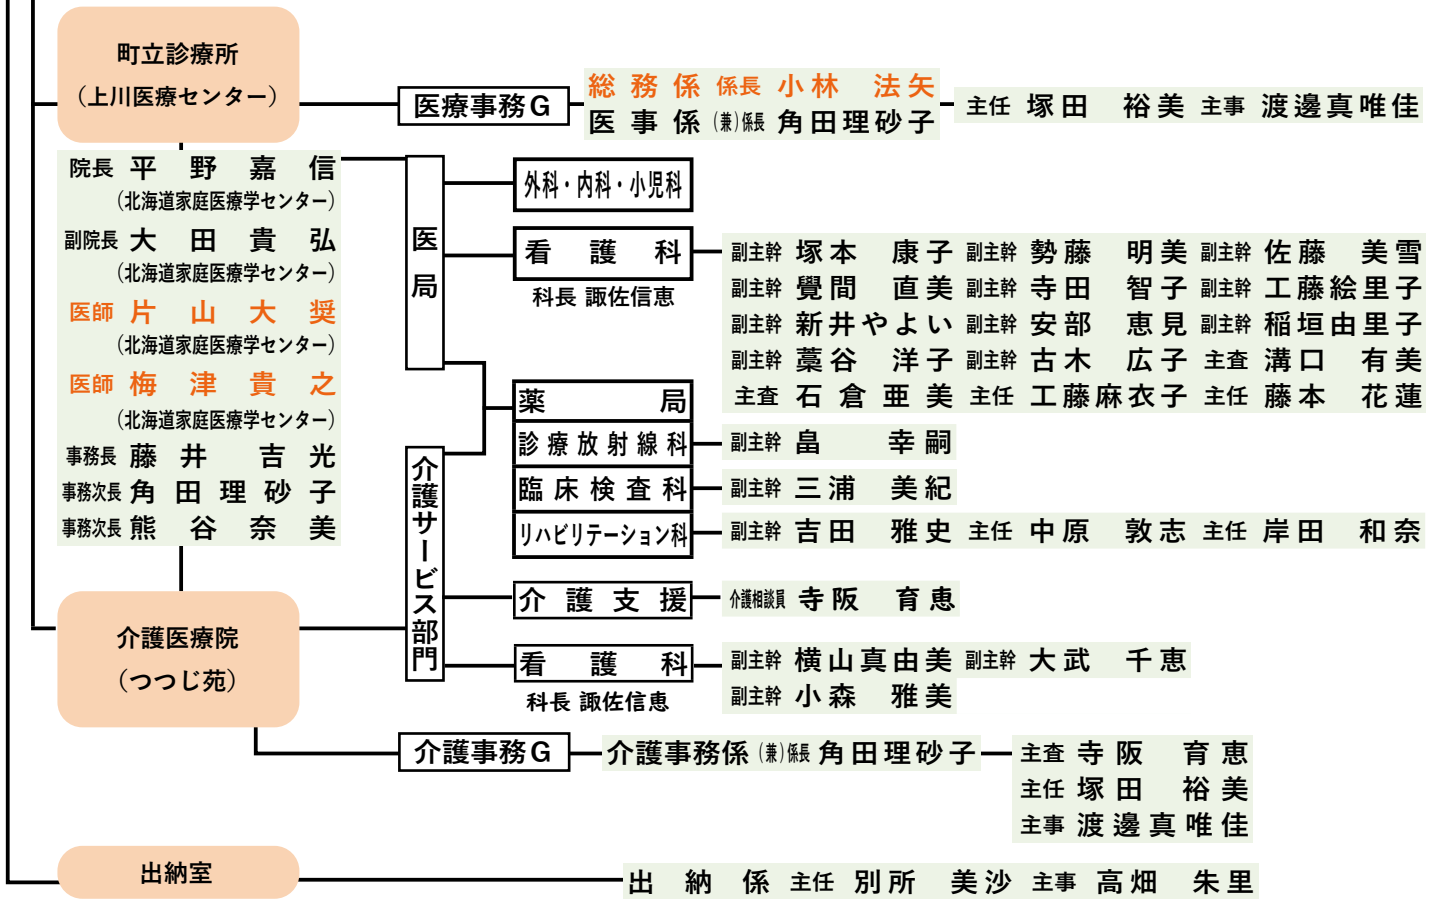 町立診療所
（上川医療センター）
医療事務G
総務係 係長 小林 法矢
医事係 (兼)係長 角田理砂子
主任 塚田 裕美 主事 渡邊真唯佳
院長 平野嘉信
（北海道家庭医療学センター）
副院長 大田貴弘
（北海道家庭医療学センター）
医師 片山大奨
（北海道家庭医療学センター）
医師 梅津貴之
（北海道家庭医療学センター）
事務長 藤井 吉光
事務次長 角田理砂子
事務次長 熊谷奈美
医局
外科・内科・小児科
看護科
科長 諏佐信恵
副主幹 塚本 康子 副主幹 勢藤 明美 副主幹 佐藤 美雪
副主幹 覺間 直美 副主幹 寺田 智子 副主幹 工藤絵里子
副主幹 新井やよい 副主幹 安部 恵見 副主幹 稲垣由里子
副主幹 藁谷 洋子 副主幹 古木 広子 主査 溝口 有美
主査 石倉亜美 主任 工藤麻衣子 主任 藤本 花蓮
薬局
診療放射線科
副主幹 畠 幸嗣
臨床検査科
副主幹 三浦 美紀
リハビリテーション科
副主幹 吉田 雅史 主任 中原 敦志 主任 岸田 和奈
介護サービス部門
介護支援
介護相談員 寺阪 育恵
看護科
科長 諏佐信恵
副主幹 横山真由美 副主幹 大武 千恵
副主幹 小森 雅美
介護医療院
（つつじ苑）
介護事務G
介護事務係 (兼)係長 角田理砂子
主査 寺阪 育恵
主任 塚田 裕美
主事 渡邊真唯佳
出納室
出納係 主任 別所 美沙 主事 高畑 朱里